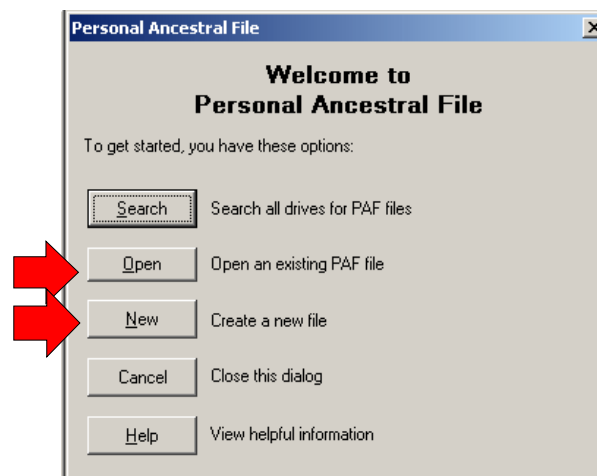 Personal Ancestral File
Welcome to
Personal Ancestral File
To get started, you have these options:
Search Search all drives for PAF files
Open Open an existing PAF file
New Create a new file
Cancel Close this dialog
Help View helpful information